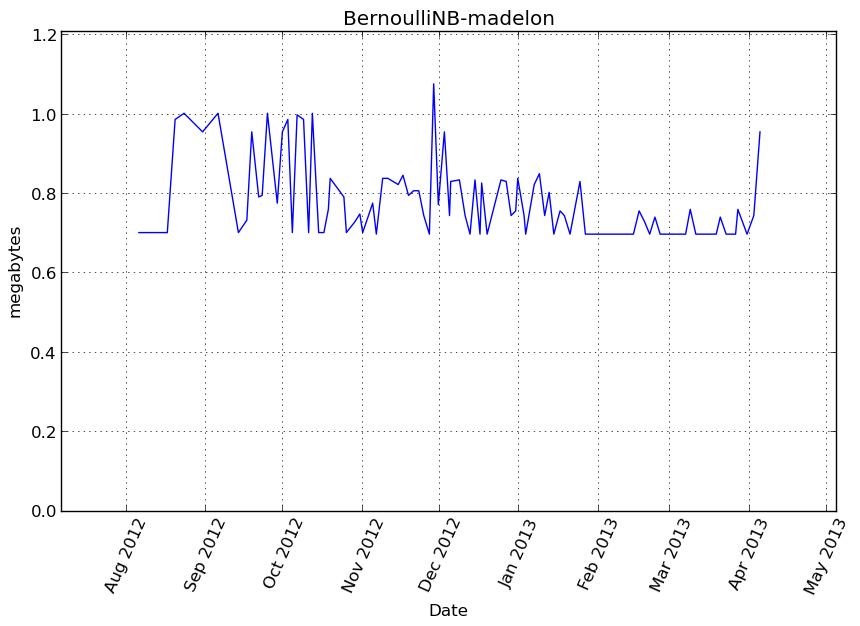 BernoulliNB-madelon
1.2
1.0
0.8
0.6
0.4
0.2
0.0
megabytes
Aug 2012
Sep 2012
Oct 2012
Nov 2012
Dec 2012
Jan 2013
Feb 2013
Mar 2013
Apr 2013
May 2013
Date